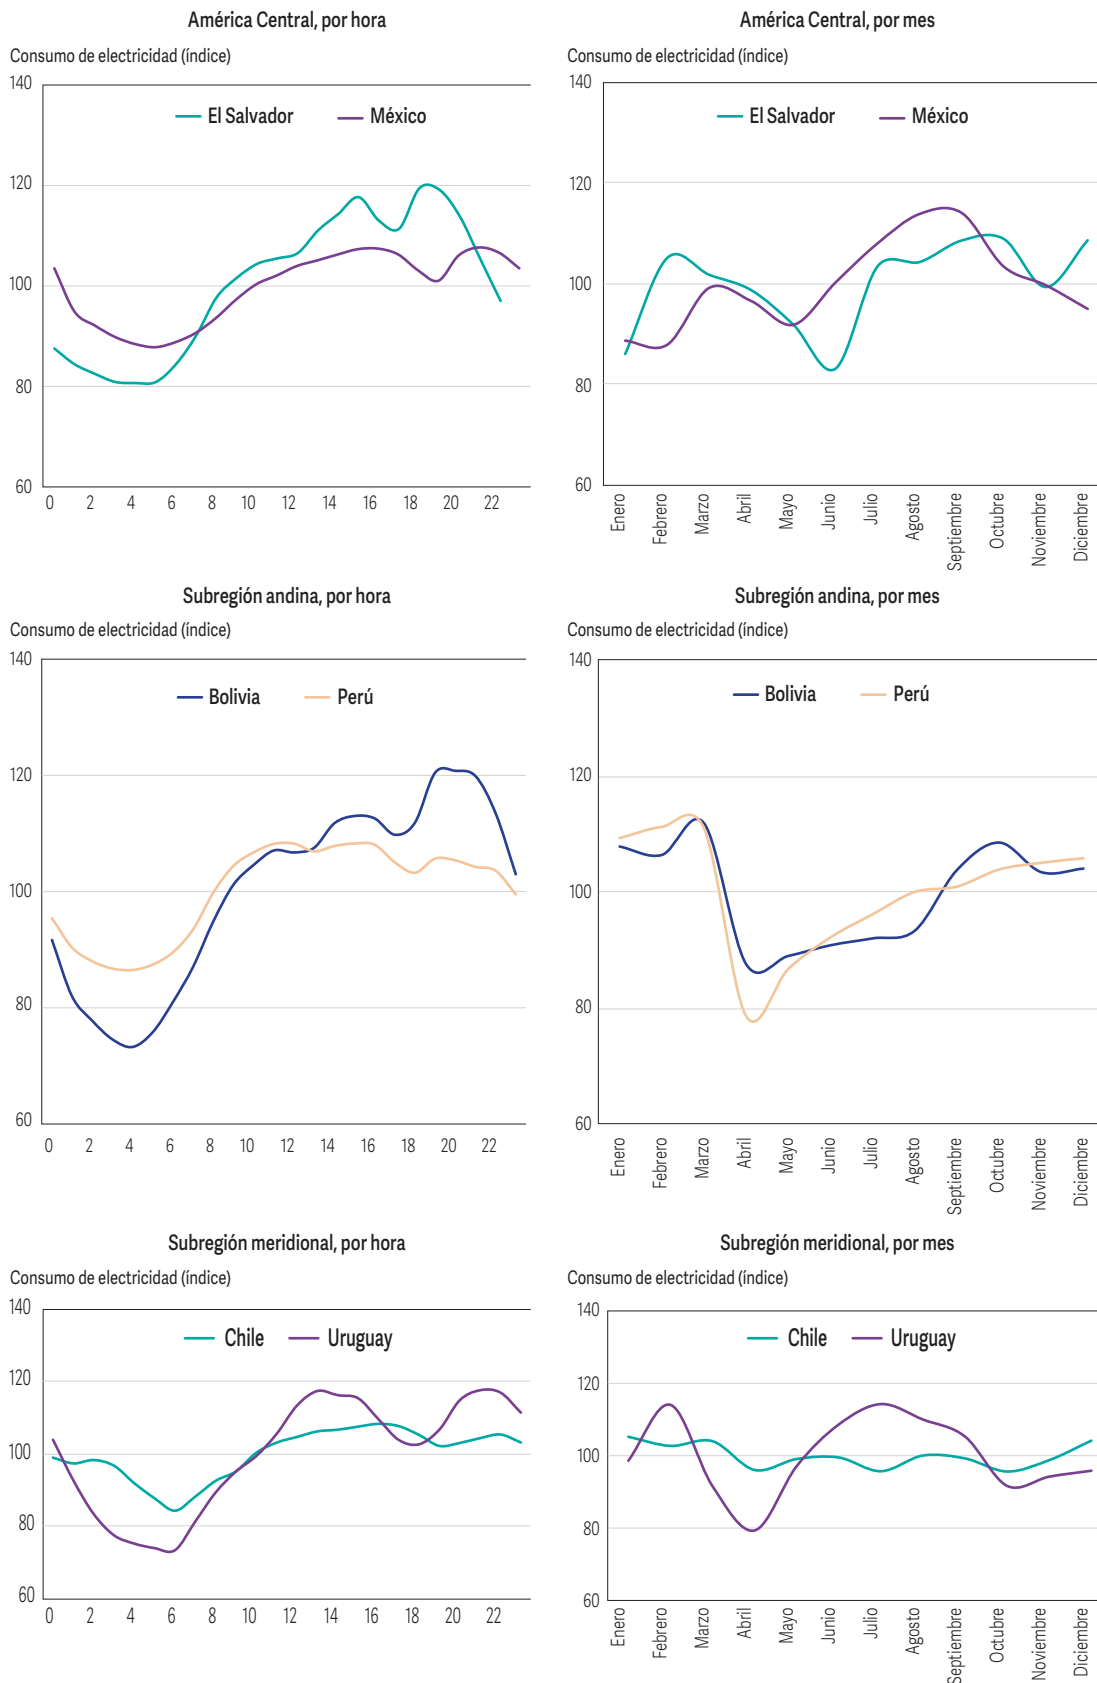 América Central, por hora
Consumo de electricidad (índice)
El Salvador México
140
120
100
80
60
0 2 4 6 8 10 12 14 16 18 20 22
América Central, por mes
Consumo de electricidad (índice)
El Salvador México
140
120
100
80
60
Enero Febrero Marzo Abril Mayo Junio Julio Agosto Septiembre Octubre Noviembre Diciembre
Subregión andina, por hora
Consumo de electricidad (índice)
Bolivia Perú
140
120
100
80
60
0 2 4 6 8 10 12 14 16 18 20 22
Subregión andina, por mes
Consumo de electricidad (índice)
Bolivia Perú
140
120
100
80
60
Enero Febrero Marzo Abril Mayo Junio Julio Agosto Septiembre Octubre Noviembre Diciembre
Subregión meridional, por hora
Consumo de electricidad (índice)
Chile Uruguay
140
120
100
80
60
0 2 4 6 8 10 12 14 16 18 20 22
Subregión meridional, por mes
Consumo de electricidad (índice)
Chile Uruguay
140
120
100
80
60
Enero Febrero Marzo Abril Mayo Junio Julio Agosto Septiembre Octubre Noviembre Diciembre